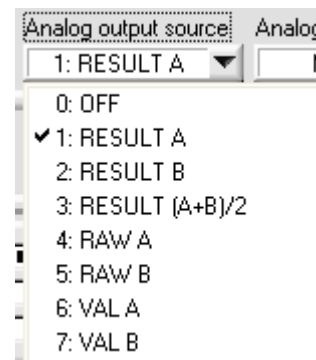 Analog output source Analog
1: RESULT A
0: OFF
✔ 1: RESULT A
2: RESULT B
3: RESULT (A+B)/2
4: RAW A
5: RAW B
6: VAL A
7: VAL B